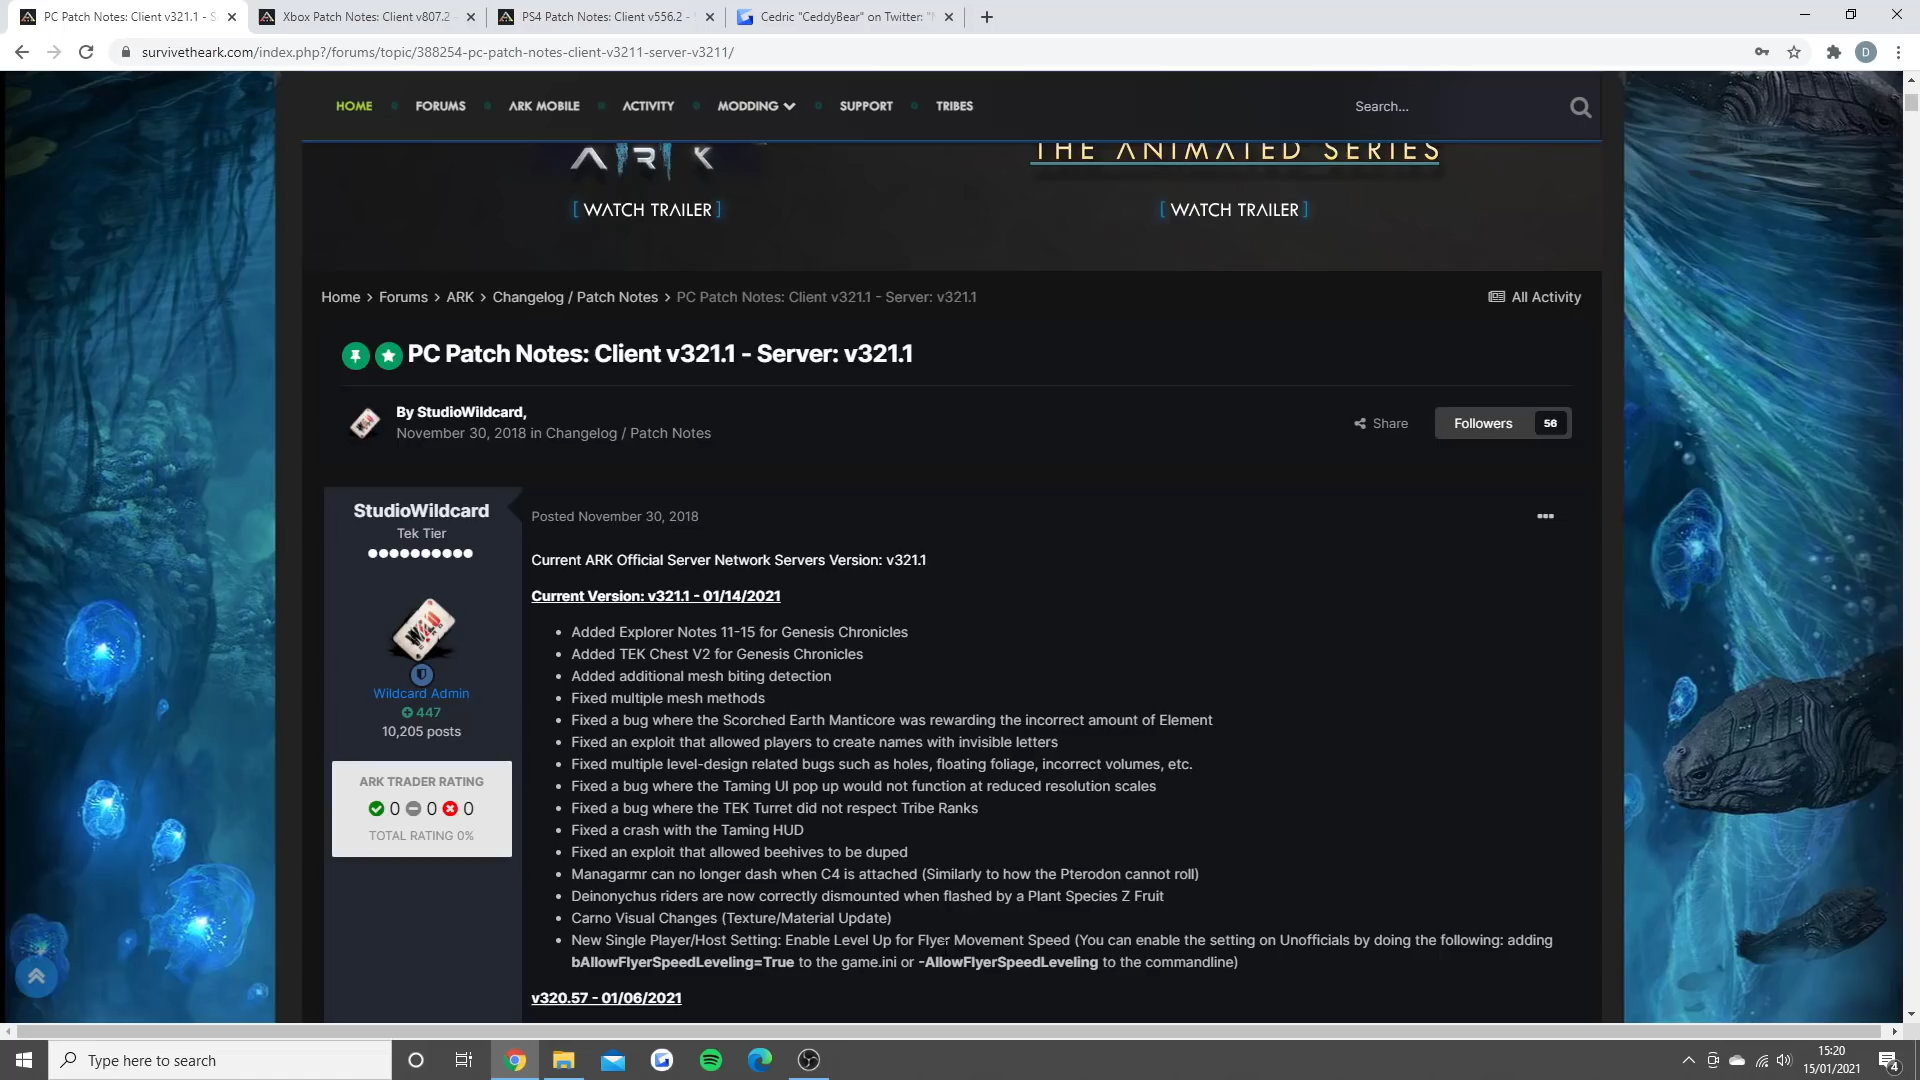 PC Patch Notes: Client v321.1 - S
Xbox Patch Notes: Client v807.2 -
PS4 Patch Notes: Client v556.2 -
Cedric "CeddyBear" on Twitter: "
survivetheark.com/index.php?/forums/topic/388254-pc-patch-notes-client-v3211-server-v3211/
D
HOME FORUMS ARK MOBILE ACTIVITY MODDING SUPPORT TRIBES Search...
ARK THE ANIMATED SERIES
[ WATCH TRAILER ] [ WATCH TRAILER ]
Home > Forums > ARK > Changelog / Patch Notes > PC Patch Notes: Client v321.1 - Server: v321.1 All Activity
PC Patch Notes: Client v321.1 - Server: v321.1
By StudioWildcard,
November 30, 2018 in Changelog / Patch Notes
Share Followers 56
StudioWildcard
Tek Tier
WILD
Wildcard Admin
447
10,205 posts
ARK TRADER RATING
0 0 0
TOTAL RATING 0%
Posted November 30, 2018
Current ARK Official Server Network Servers Version: v321.1
Current Version: v321.1 - 01/14/2021
• Added Explorer Notes 11-15 for Genesis Chronicles
• Added TEK Chest V2 for Genesis Chronicles
• Added additional mesh biting detection
• Fixed multiple mesh methods
• Fixed a bug where the Scorched Earth Manticore was rewarding the incorrect amount of Element
• Fixed an exploit that allowed players to create names with invisible letters
• Fixed multiple level-design related bugs such as holes, floating foliage, incorrect volumes, etc.
• Fixed a bug where the Taming UI pop up would not function at reduced resolution scales
• Fixed a bug where the TEK Turret did not respect Tribe Ranks
• Fixed a crash with the Taming HUD
• Fixed an exploit that allowed beehives to be duped
• Managarmr can no longer dash when C4 is attached (Similarly to how the Pterodon cannot roll)
• Deinonychus riders are now correctly dismounted when flashed by a Plant Species Z Fruit
• Carno Visual Changes (Texture/Material Update)
• New Single Player/Host Setting: Enable Level Up for Flyer Movement Speed (You can enable the setting on Unofficials by doing the following: adding
bAllowFlyerSpeedLeveling=True to the game.ini or -AllowFlyerSpeedLeveling to the commandline)
v320.57 - 01/06/2021
Type here to search
15:20
15/01/2021
4